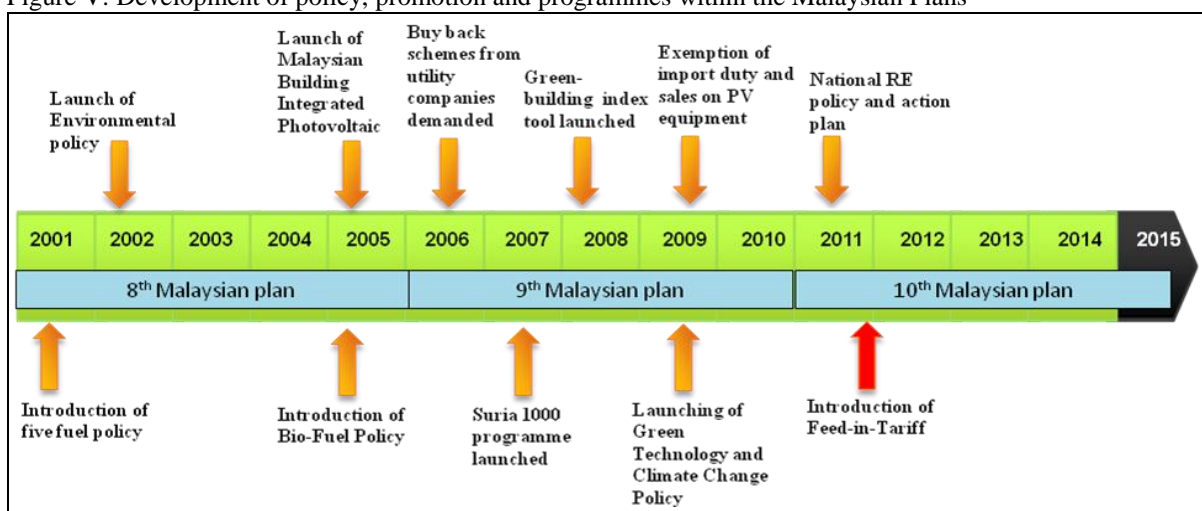 Figure V: Development of policy, promotion and programmes within the Malaysian Plans
Launch of
Environmental
policy
Launch of
Malaysian
Building
Integrated
Photovoltaic
Buy back
schemes from
utility
companies
demanded
Green-
building index
tool launched
Exemption of
import duty and
sales on PV
equipment
National RE
policy and action
plan
2001 2002 2003 2004 2005 2006 2007 2008 2009 2010 2011 2012 2013 2014 2015
8th Malaysian plan 9th Malaysian plan 10th Malaysian plan
Introduction of
five fuel policy
Introduction of
Bio-Fuel Policy
Suria 1000
programme
launched
Launching of
Green
Technology and
Climate Change
Policy
Introduction of
Feed-in-Tariff